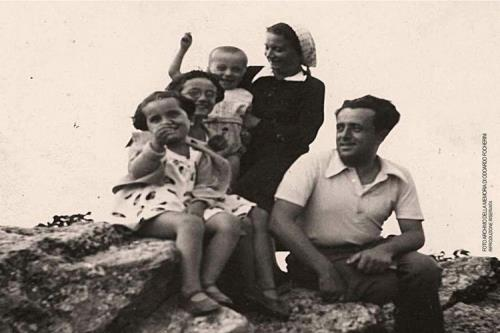 FOTO: ARCHIVIO DELLA MEMORIA DI ODOARDO FOCHERINI
RIPRODUZIONE RISERVATA